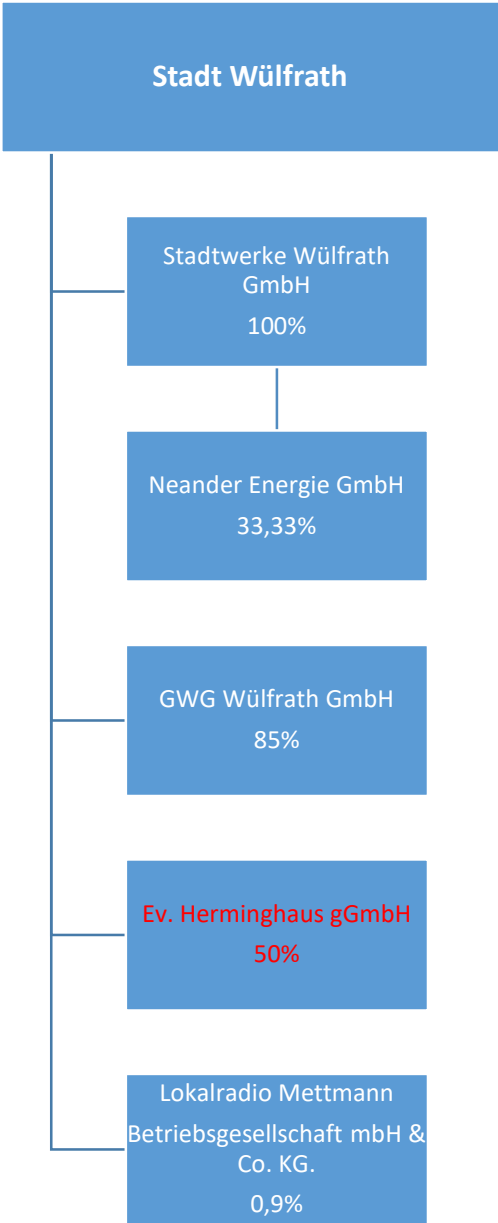 Stadt Wülfrath
Stadtwerke Wülfrath
GmbH
100%
Neander Energie GmbH
33,33%
GWG Wülfrath GmbH
85%
Ev. Herminghaus gGmbH
50%
Lokalradio Mettmann
Betriebsgesellschaft mbH &
Co. KG.
0,9%